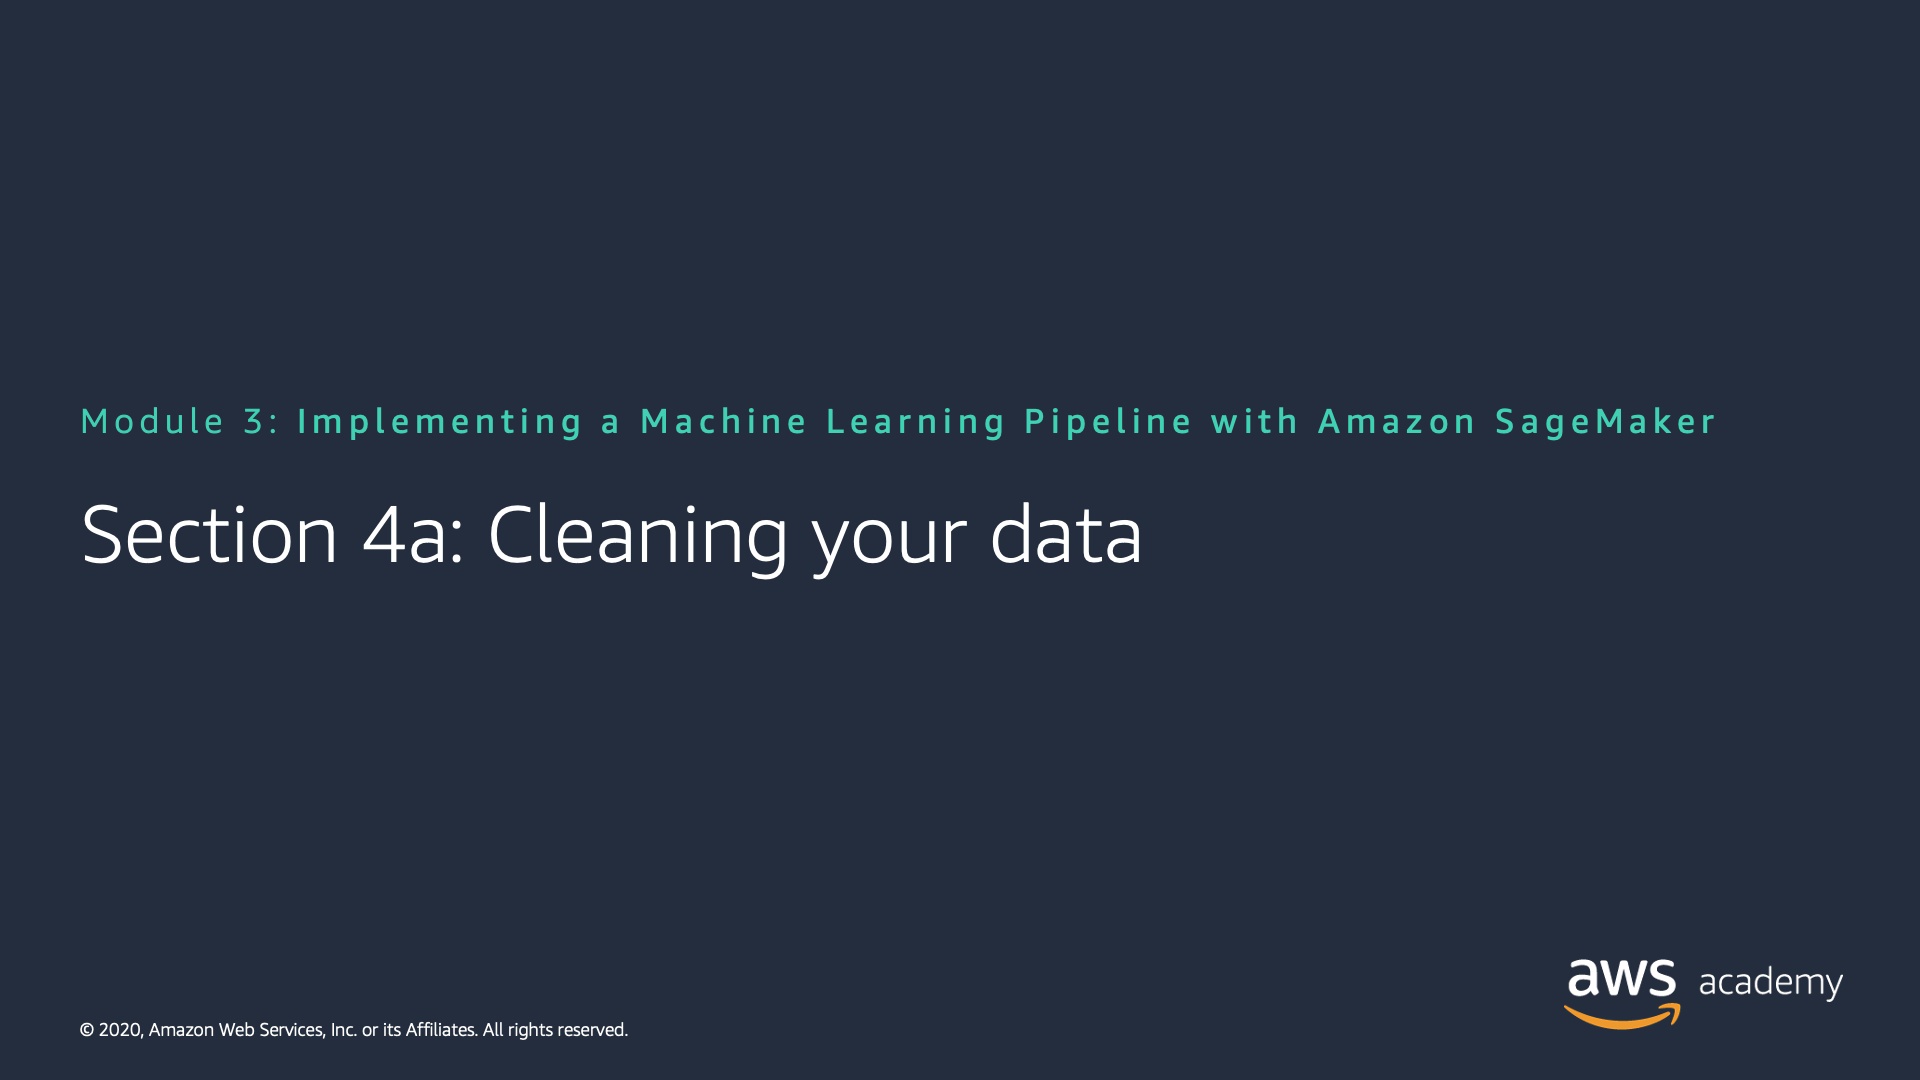 Module 3: Implementing a Machine Learning Pipeline with Amazon SageMaker
Section 4a: Cleaning your data
aws academy
© 2020, Amazon Web Services, Inc. or its Affiliates. All rights reserved.